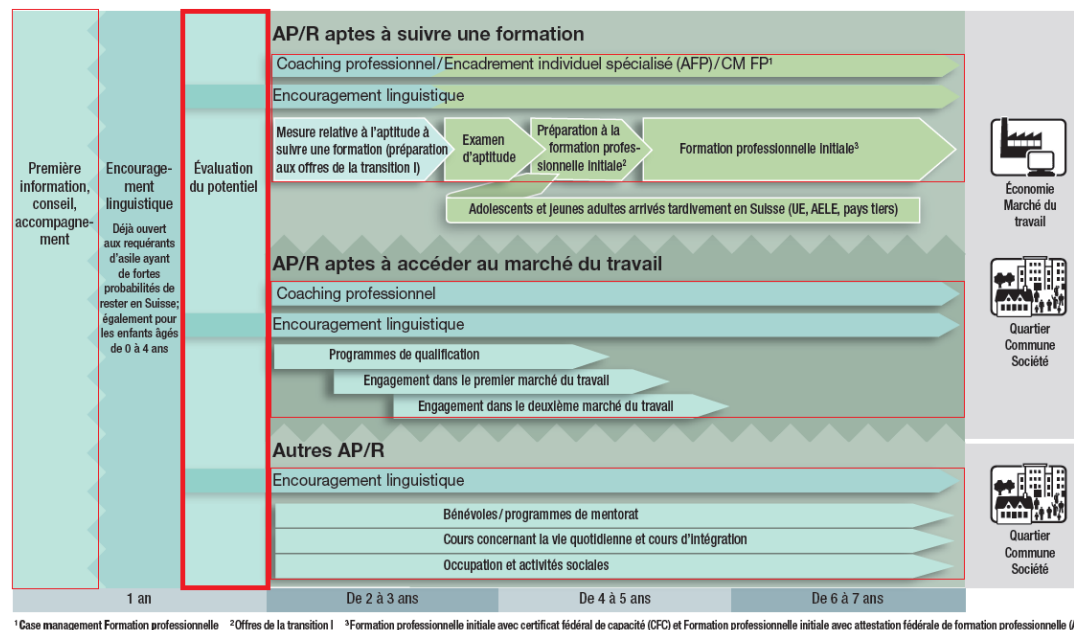 AP/R aptes à suivre une formation
Coaching professionnel/Encadrement individuel spécialisé (AFP)/CM FP¹
Encouragement linguistique
Mesure relative à l'aptitude à
suivre une formation (préparation
aux offres de la transition I)
Examen
d'aptitude
Préparation à la
formation profes-
sionnelle initiale²
Formation professionnelle initiale³
Adolescents et jeunes adultes arrivés tardivement en Suisse (UE, AELE, pays tiers)
Première
information,
conseil,
accompagne-
ment
Encourage-
ment
linguistique
Déjà ouvert
aux requérants
d'asile ayant
de fortes
probabilités de
rester en Suisse;
également pour
les enfants âgés
de 0 à 4 ans
Évaluation
du potentiel
AP/R aptes à accéder au marché du travail
Coaching professionnel
Encouragement linguistique
Programmes de qualification
Engagement dans le premier marché du travail
Engagement dans le deuxième marché du travail
Autres AP/R
Encouragement linguistique
Bénévoles/programmes de mentorat
Cours concernant la vie quotidienne et cours d'intégration
Occupation et activités sociales
Économie
Marché du
travail
Quartier
Commune
Société
Quartier
Commune
Société
1 an
De 2 à 3 ans
De 4 à 5 ans
De 6 à 7 ans
¹Case management Formation professionnelle ²Offres de la transition I ³Formation professionnelle initiale avec certificat fédéral de capacité (CFC) et Formation professionnelle initiale avec attestation fédérale de formation professionnelle